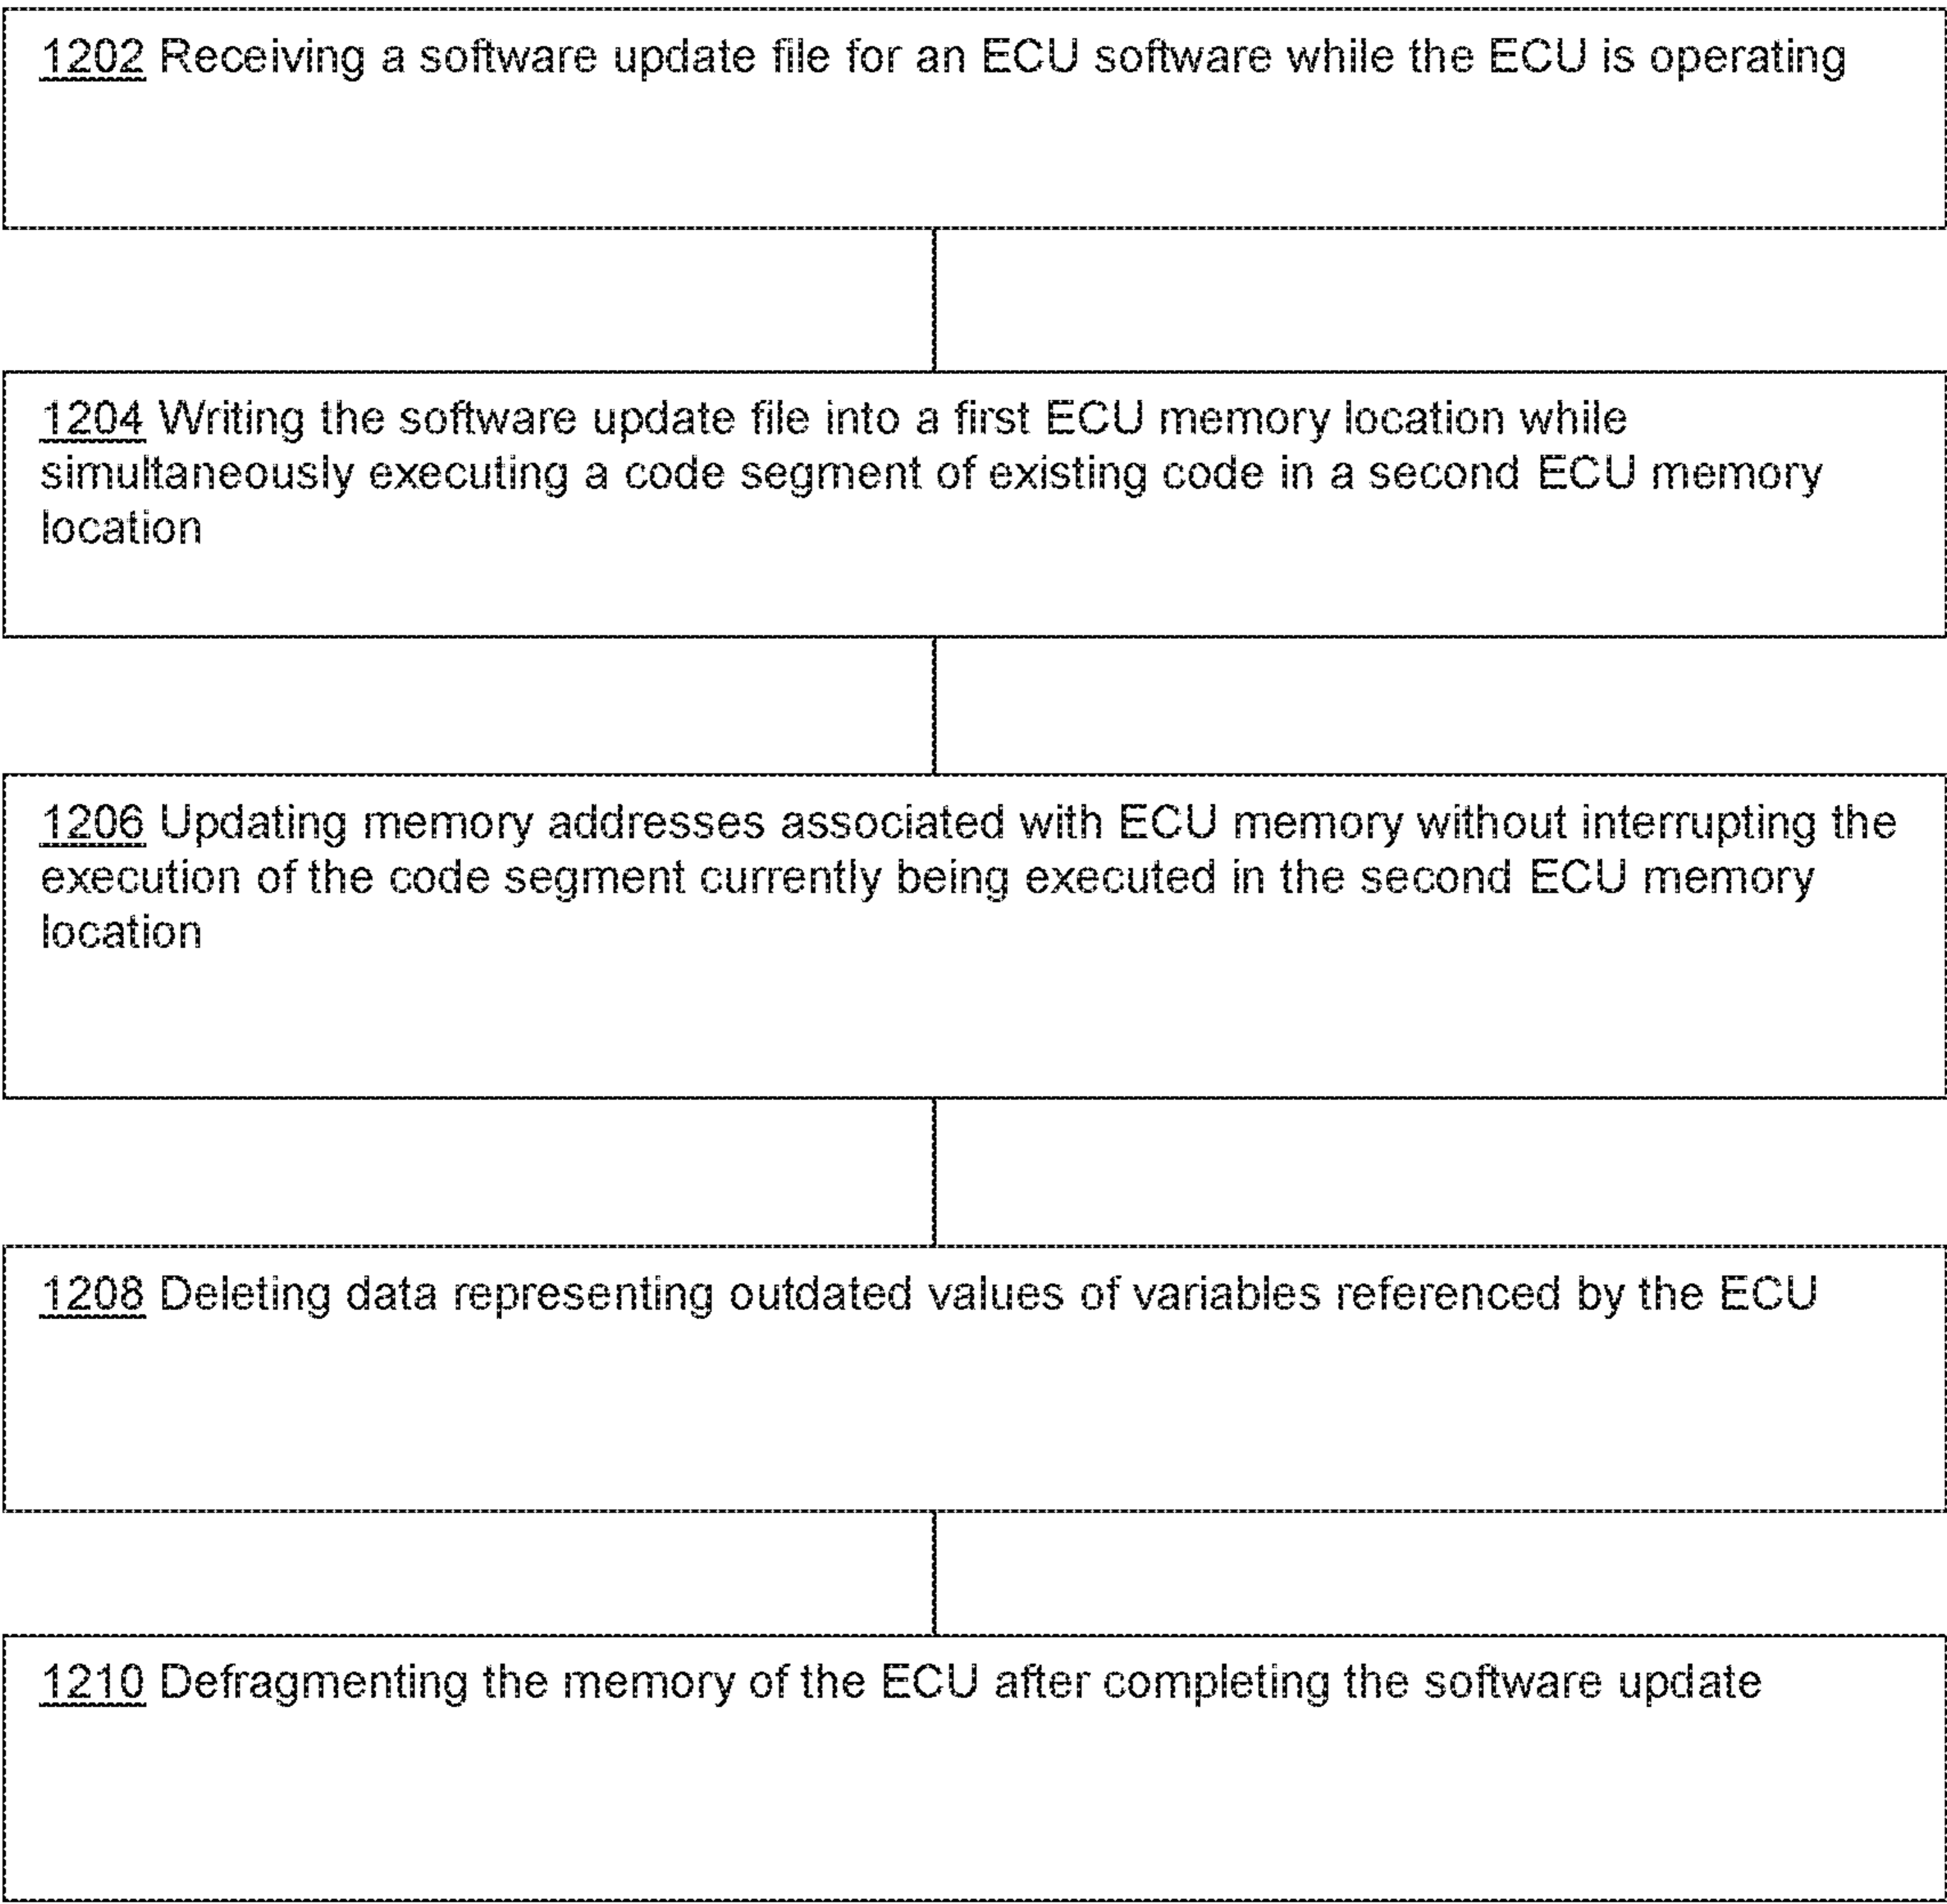 1202 Receiving a software update file for an ECU software while the ECU is operating
1204 Writing the software update file into a first ECU memory location while
simultaneously executing a code segment of existing code in a second ECU memory
location
1206 Updating memory addresses associated with ECU memory without interrupting the
execution of the code segment currently being executed in the second ECU memory
location
1208 Deleting data representing outdated values of variables referenced by the ECU
1210 Defragmenting the memory of the ECU after completing the software update